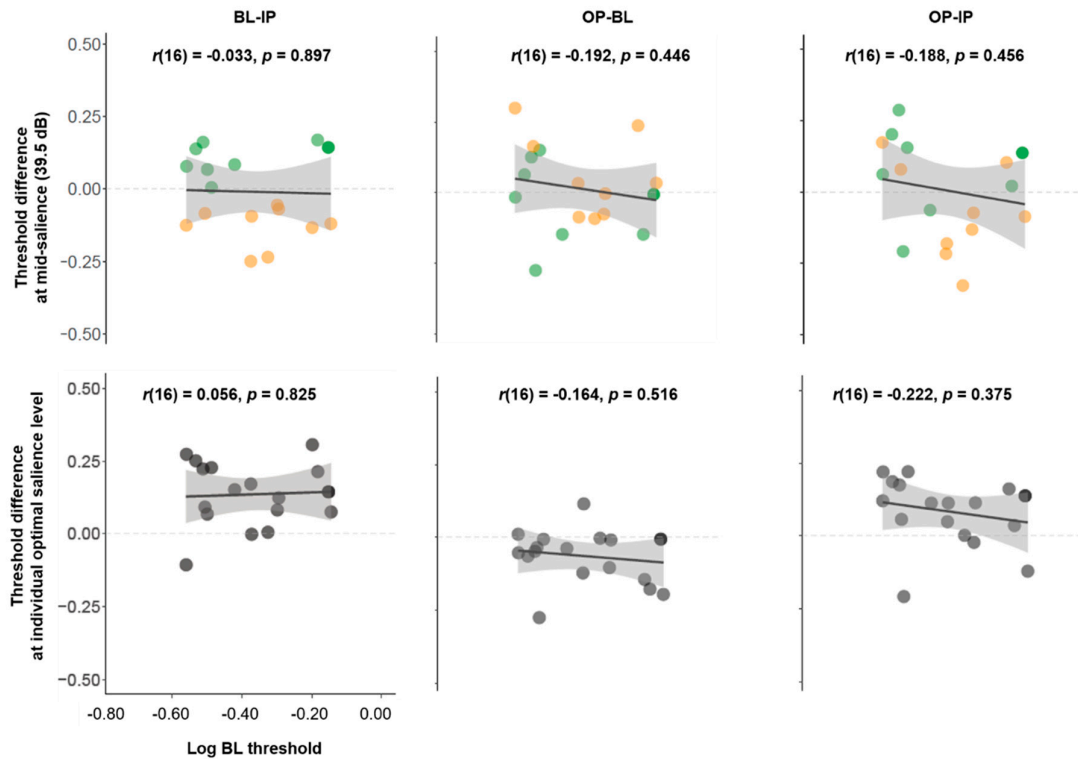 BL-IP
OP-BL
OP-IP
r(16) = -0.033, p = 0.897
r(16) = -0.192, p = 0.446
r(16) = -0.188, p = 0.456
Threshold difference
at mid-salience (39.5 dB)
0.50
0.25
0.00
−0.25
−0.50
r(16) = 0.056, p = 0.825
r(16) = -0.164, p = 0.516
r(16) = -0.222, p = 0.375
Threshold difference
at individual optimal salience level
0.50
0.25
0.00
−0.25
−0.50
-0.80 -0.60 -0.40 -0.20 0.00
Log BL threshold